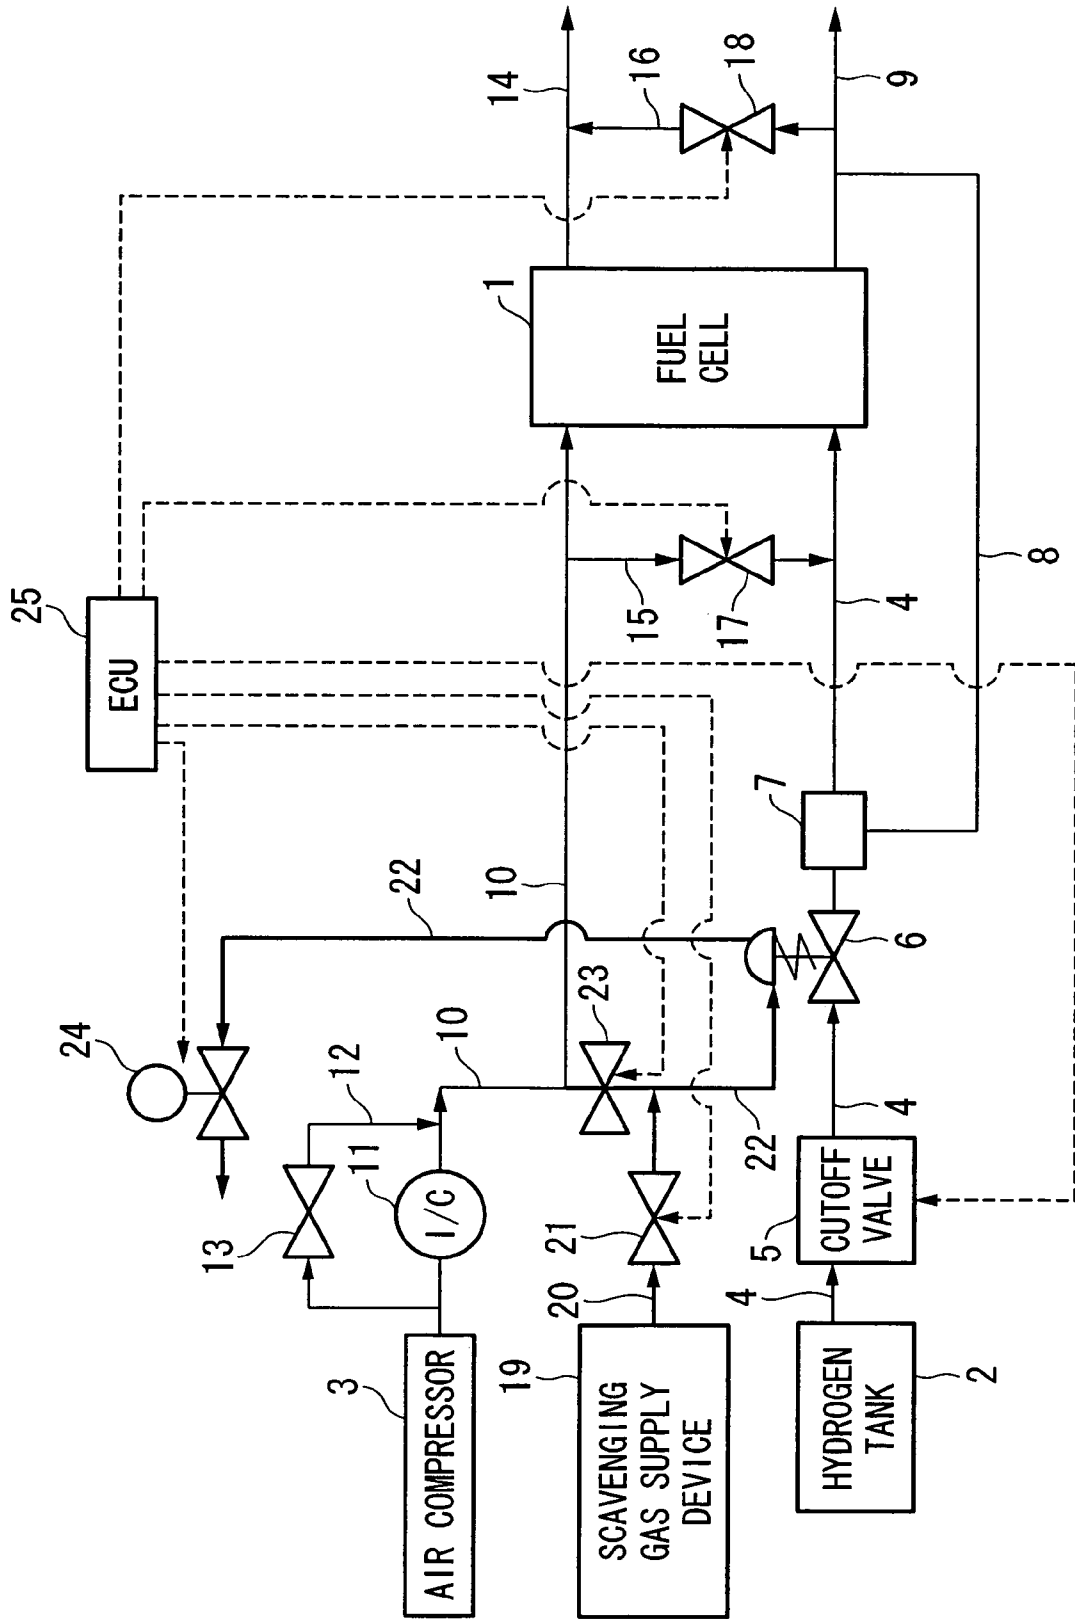 25
ECU
24
22
13
12
11
I/C
10
10
3
AIR COMPRESSOR
14
16
18
9
1
FUEL
CELL
15
17
4
8
23
7
6
22
21
20
19
SCAVENGING
GAS SUPPLY
DEVICE
4
5
CUTOFF
VALVE
4
2
HYDROGEN
TANK